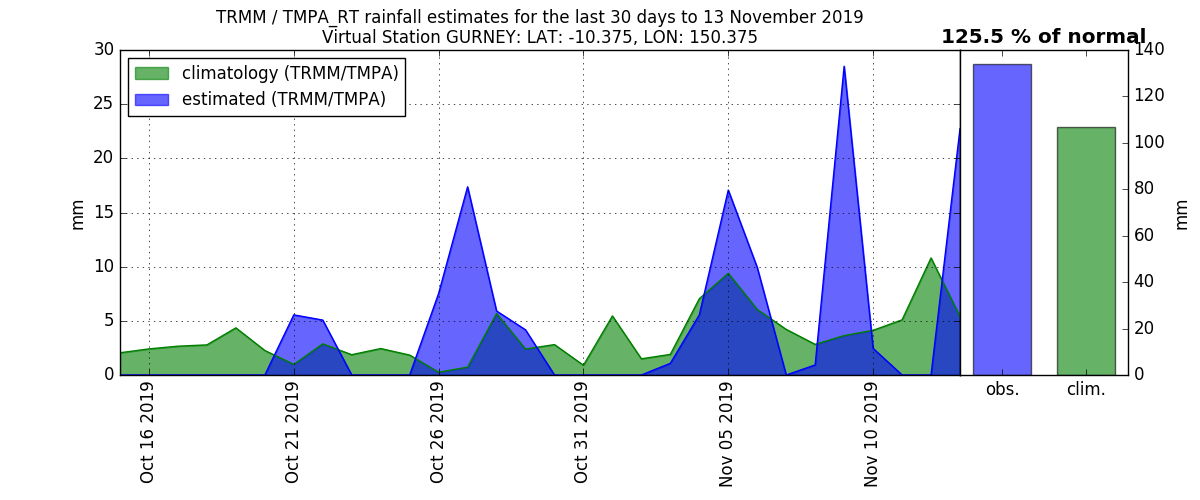 TRMM / TMPA_RT rainfall estimates for the last 30 days to 13 November 2019
Virtual Station GURNEY: LAT: -10.375, LON: 150.375
125.5 % of normal
climatology (TRMM/TMPA)
estimated (TRMM/TMPA)
mm
30
25
20
15
10
5
0
Oct 16 2019
Oct 21 2019
Oct 26 2019
Oct 31 2019
Nov 05 2019
Nov 10 2019
obs.
clim.
140
120
100
80
60
40
20
0
mm